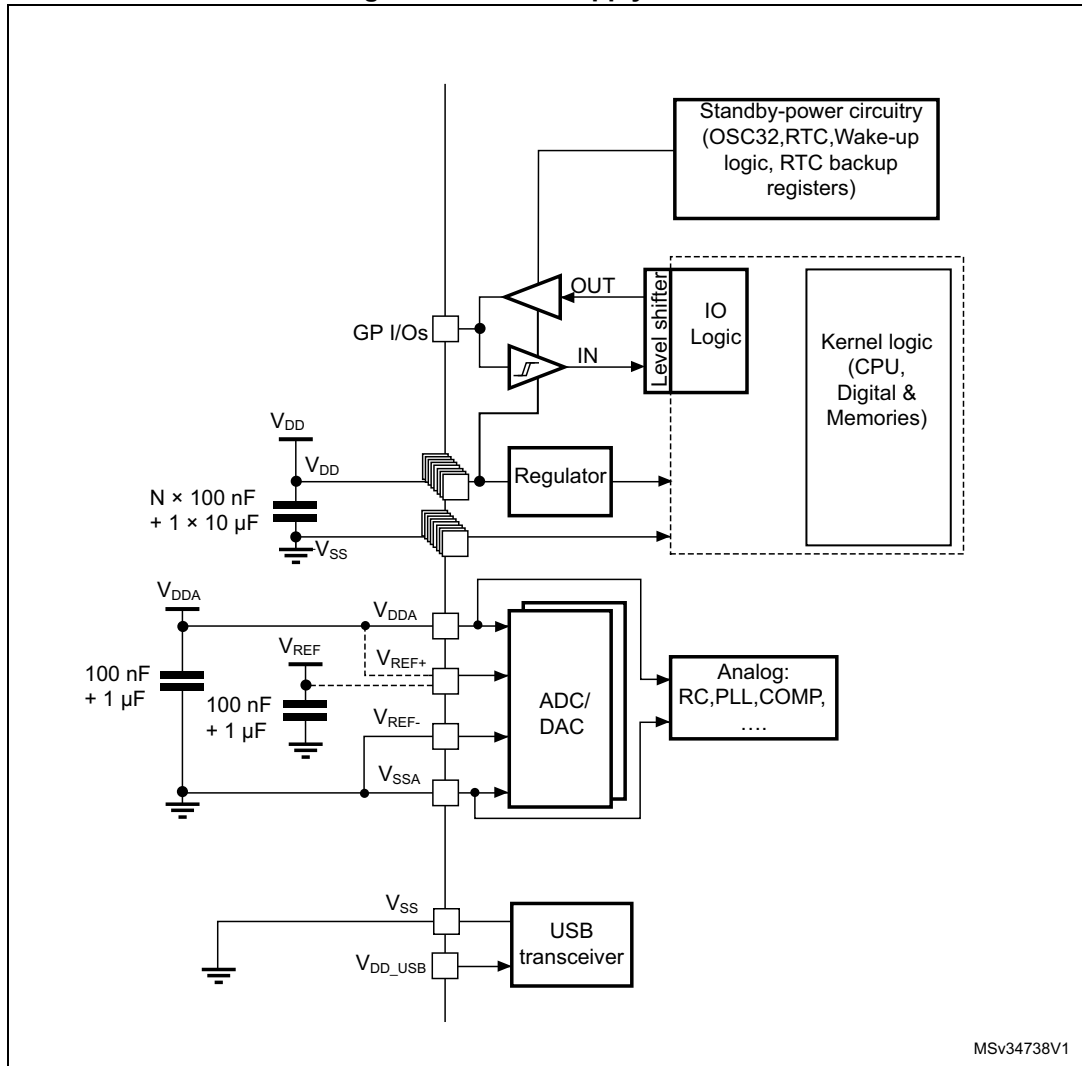 Standby-power circuitry
(OSC32,RTC,Wake-up
logic, RTC backup
registers)
OUT
Level shifter
IO
Logic
GP I/Os
IN
Kernel logic
(CPU,
Digital &
Memories)
VDD
VDD
Regulator
N × 100 nF
+ 1 × 10 µF
VSS
VDDA
VDDA
VREF
VREF+
100 nF
+ 1 µF
100 nF
+ 1 µF
ADC/
DAC
Analog:
RC,PLL,COMP,
....
VREF-
VSSA
VSS
USB
transceiver
VDD_USB
MSv34738V1